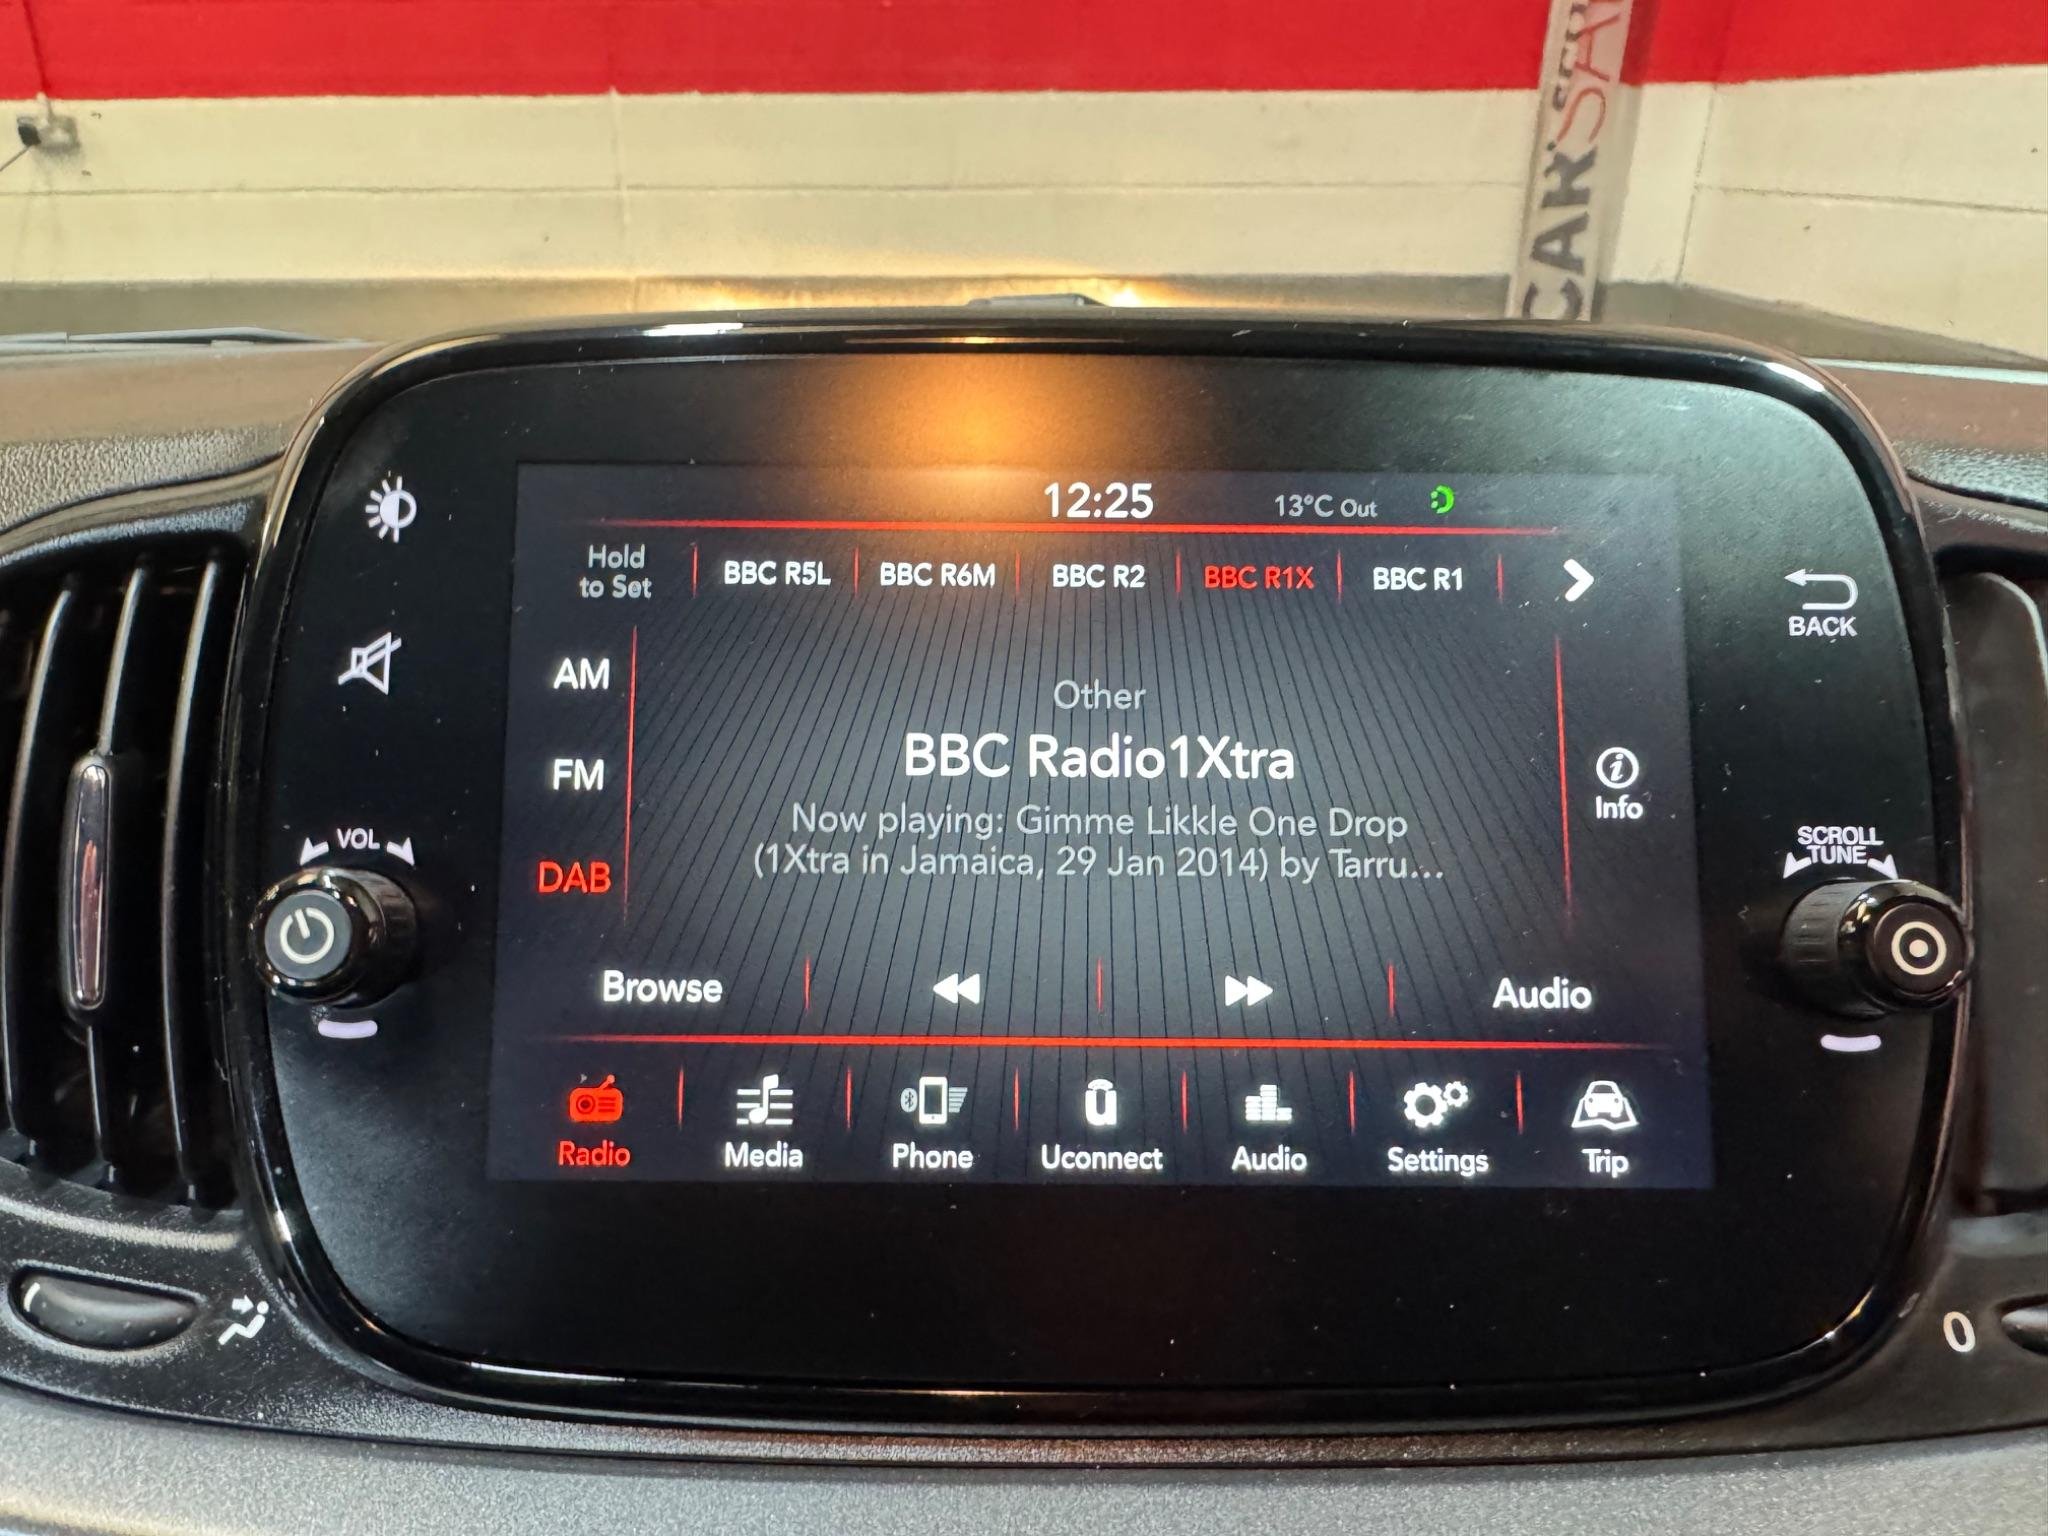 CAR
12:25 13°C Out
Hold
to Set
BBC R5L BBC R6M BBC R2 BBC R1X BBC R1
BACK
AM
Other
BBC Radio1Xtra
FM
Info
Now playing: Gimme Likkle One Drop
(1Xtra in Jamaica, 29 Jan 2014) by Tarru...
VOL
SCROLL
TUNE
DAB
Browse Audio
Radio Media Phone Uconnect Audio Settings Trip
0